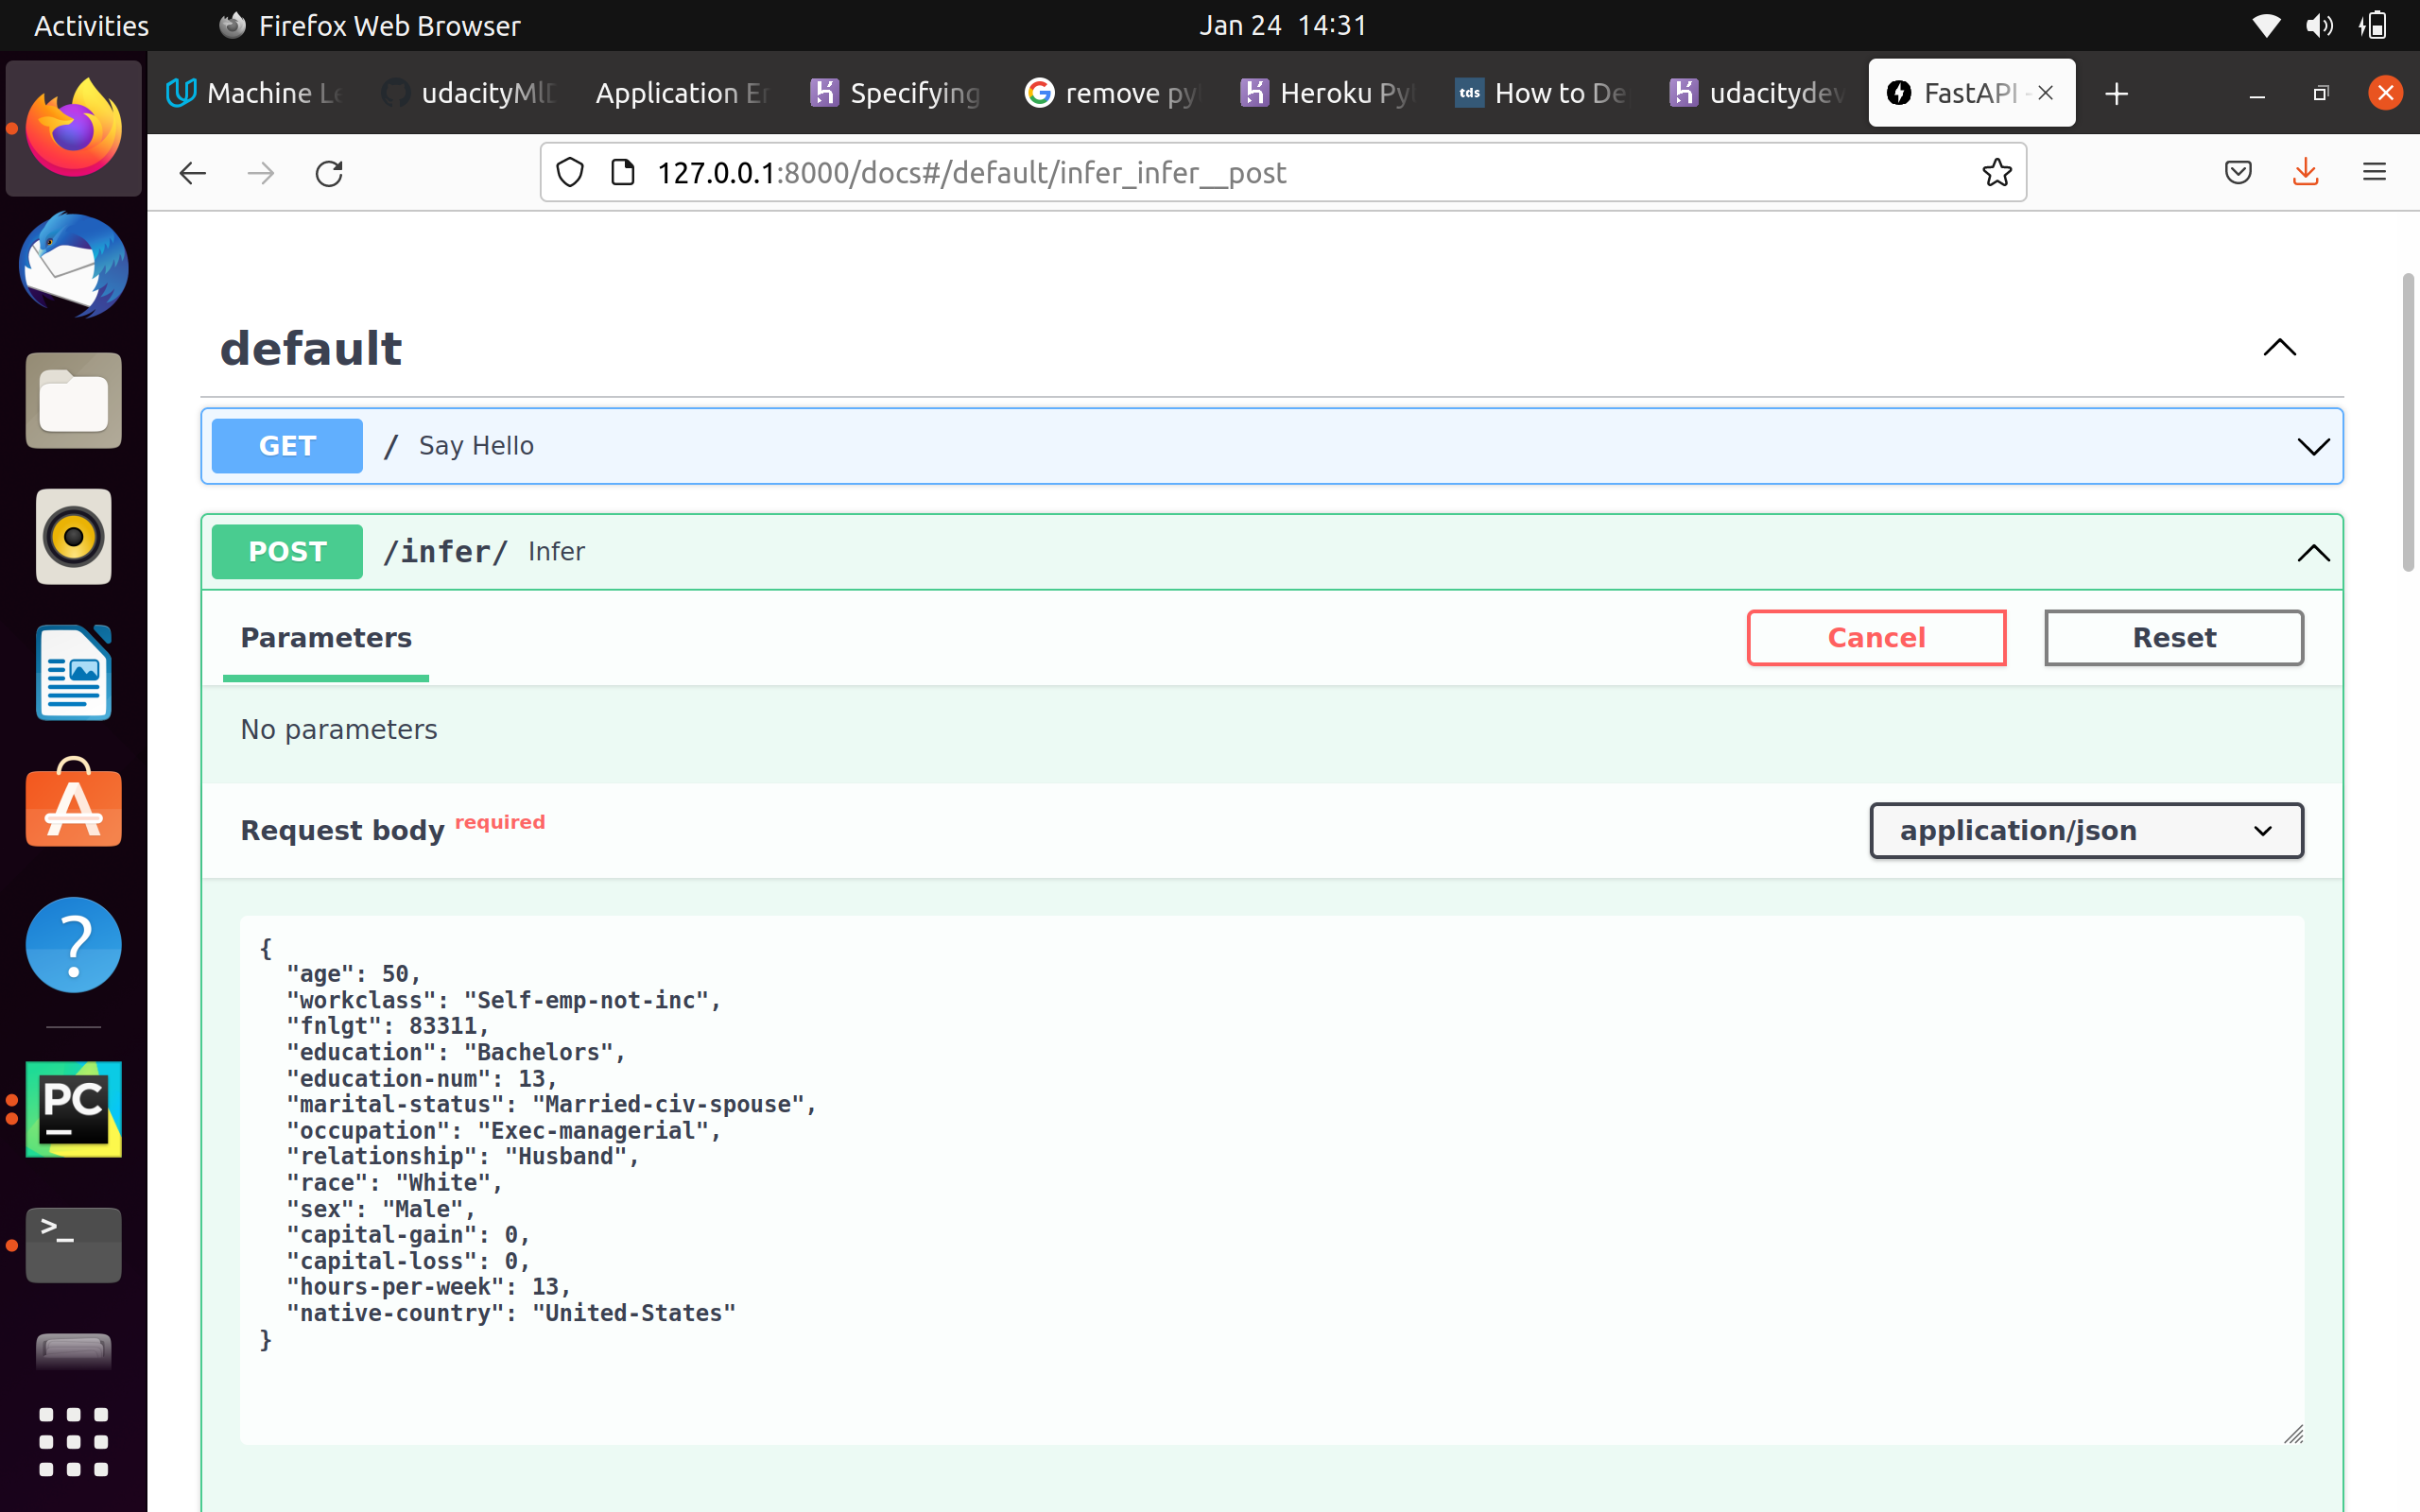 Activities Firefox Web Browser Jan 24 14:31
Machine Le udacityMlD Application Er Specifying remove py Heroku Py tds How to De udacitydev FastAPI -
127.0.0.1:8000/docs#/default/infer_infer__post
default
GET / Say Hello
POST /infer/ Infer
Parameters Cancel Reset
No parameters
Request body required application/json
{
"age": 50,
"workclass": "Self-emp-not-inc",
"fnlgt": 83311,
"education": "Bachelors",
"education-num": 13,
"marital-status": "Married-civ-spouse",
"occupation": "Exec-managerial",
"relationship": "Husband",
"race": "White",
"sex": "Male",
"capital-gain": 0,
"capital-loss": 0,
"hours-per-week": 13,
"native-country": "United-States"
}
PC
>_